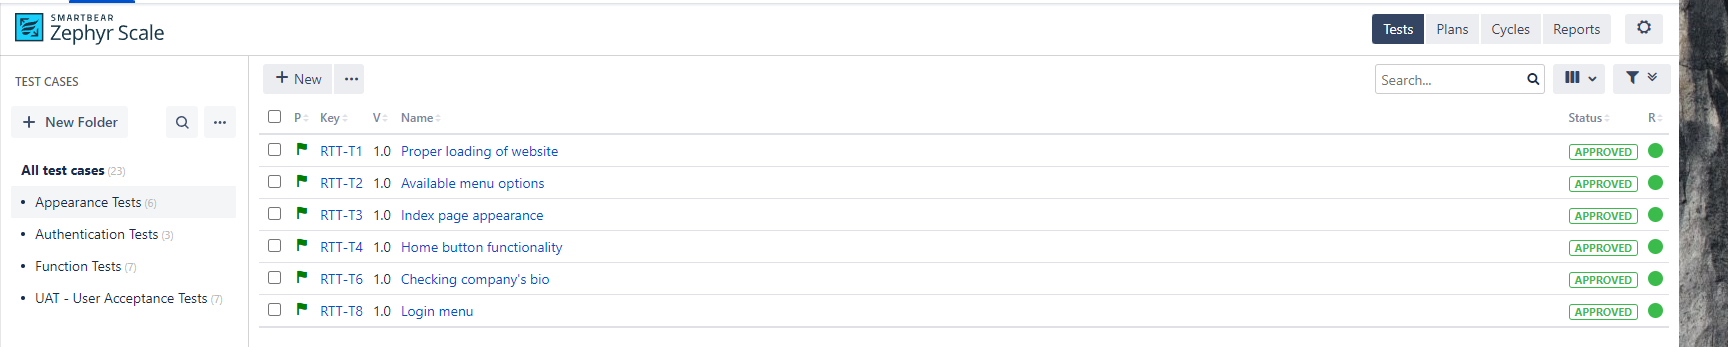 SMARTBEAR
Zephyr Scale
Tests Plans Cycles Reports
TEST CASES
+ New Folder ...
All test cases (23)
Appearance Tests (6)
Authentication Tests (3)
Function Tests (7)
UAT - User Acceptance Tests (7)
+ New ...
Search...
P Key V Name Status R
RTT-T1 1.0 Proper loading of website APPROVED
RTT-T2 1.0 Available menu options APPROVED
RTT-T3 1.0 Index page appearance APPROVED
RTT-T4 1.0 Home button functionality APPROVED
RTT-T6 1.0 Checking company's bio APPROVED
RTT-T8 1.0 Login menu APPROVED